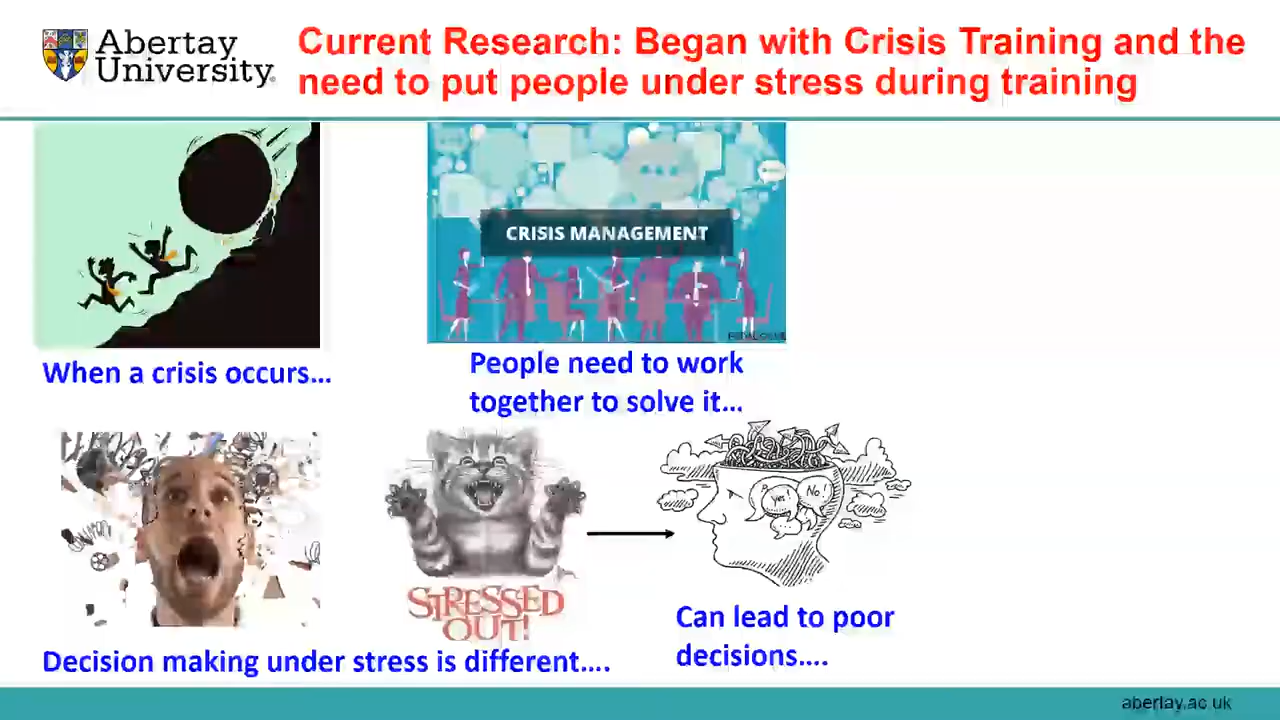 Abertay
University
Current Research: Began with Crisis Training and the
need to put people under stress during training
CRISIS MANAGEMENT
When a crisis occurs...
People need to work
together to solve it...
yes!
No!
STRESSED
OUT!
Can lead to poor
decisions....
Decision making under stress is different....
abertay.ac.uk